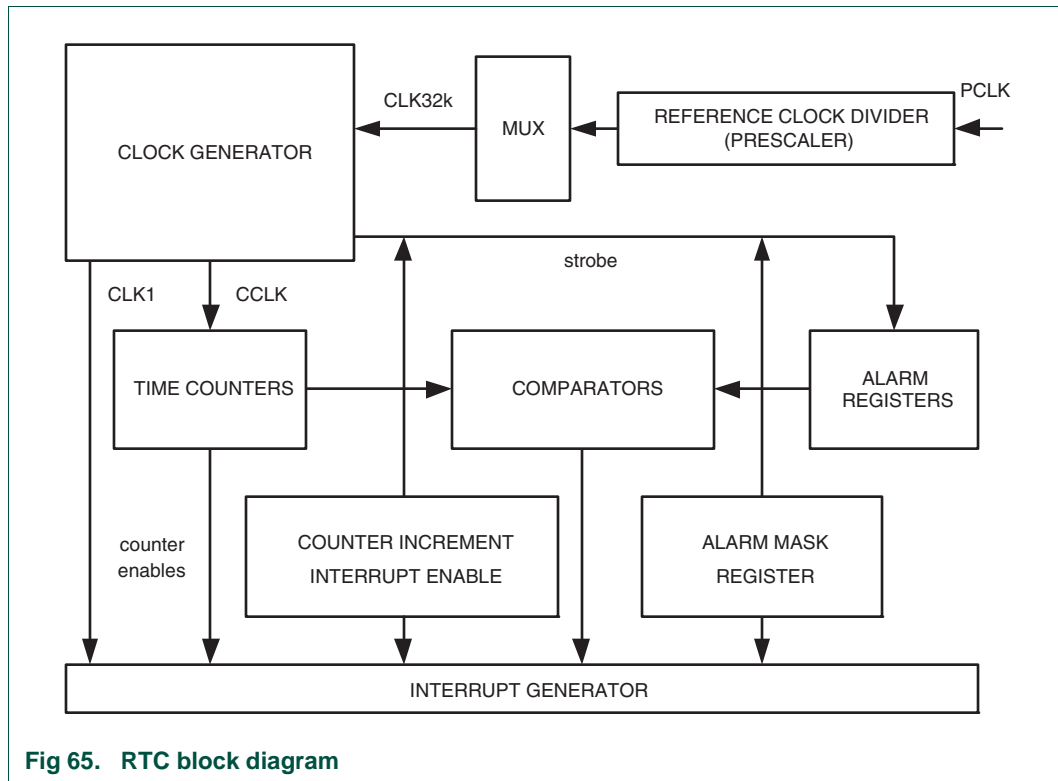 PCLK
CLK32k
MUX
REFERENCE CLOCK DIVIDER
(PRESCALER)
CLOCK GENERATOR
strobe
CLK1
CCLK
TIME COUNTERS
COMPARATORS
ALARM
REGISTERS
counter
enables
COUNTER INCREMENT
INTERRUPT ENABLE
ALARM MASK
REGISTER
INTERRUPT GENERATOR
Fig 65. RTC block diagram